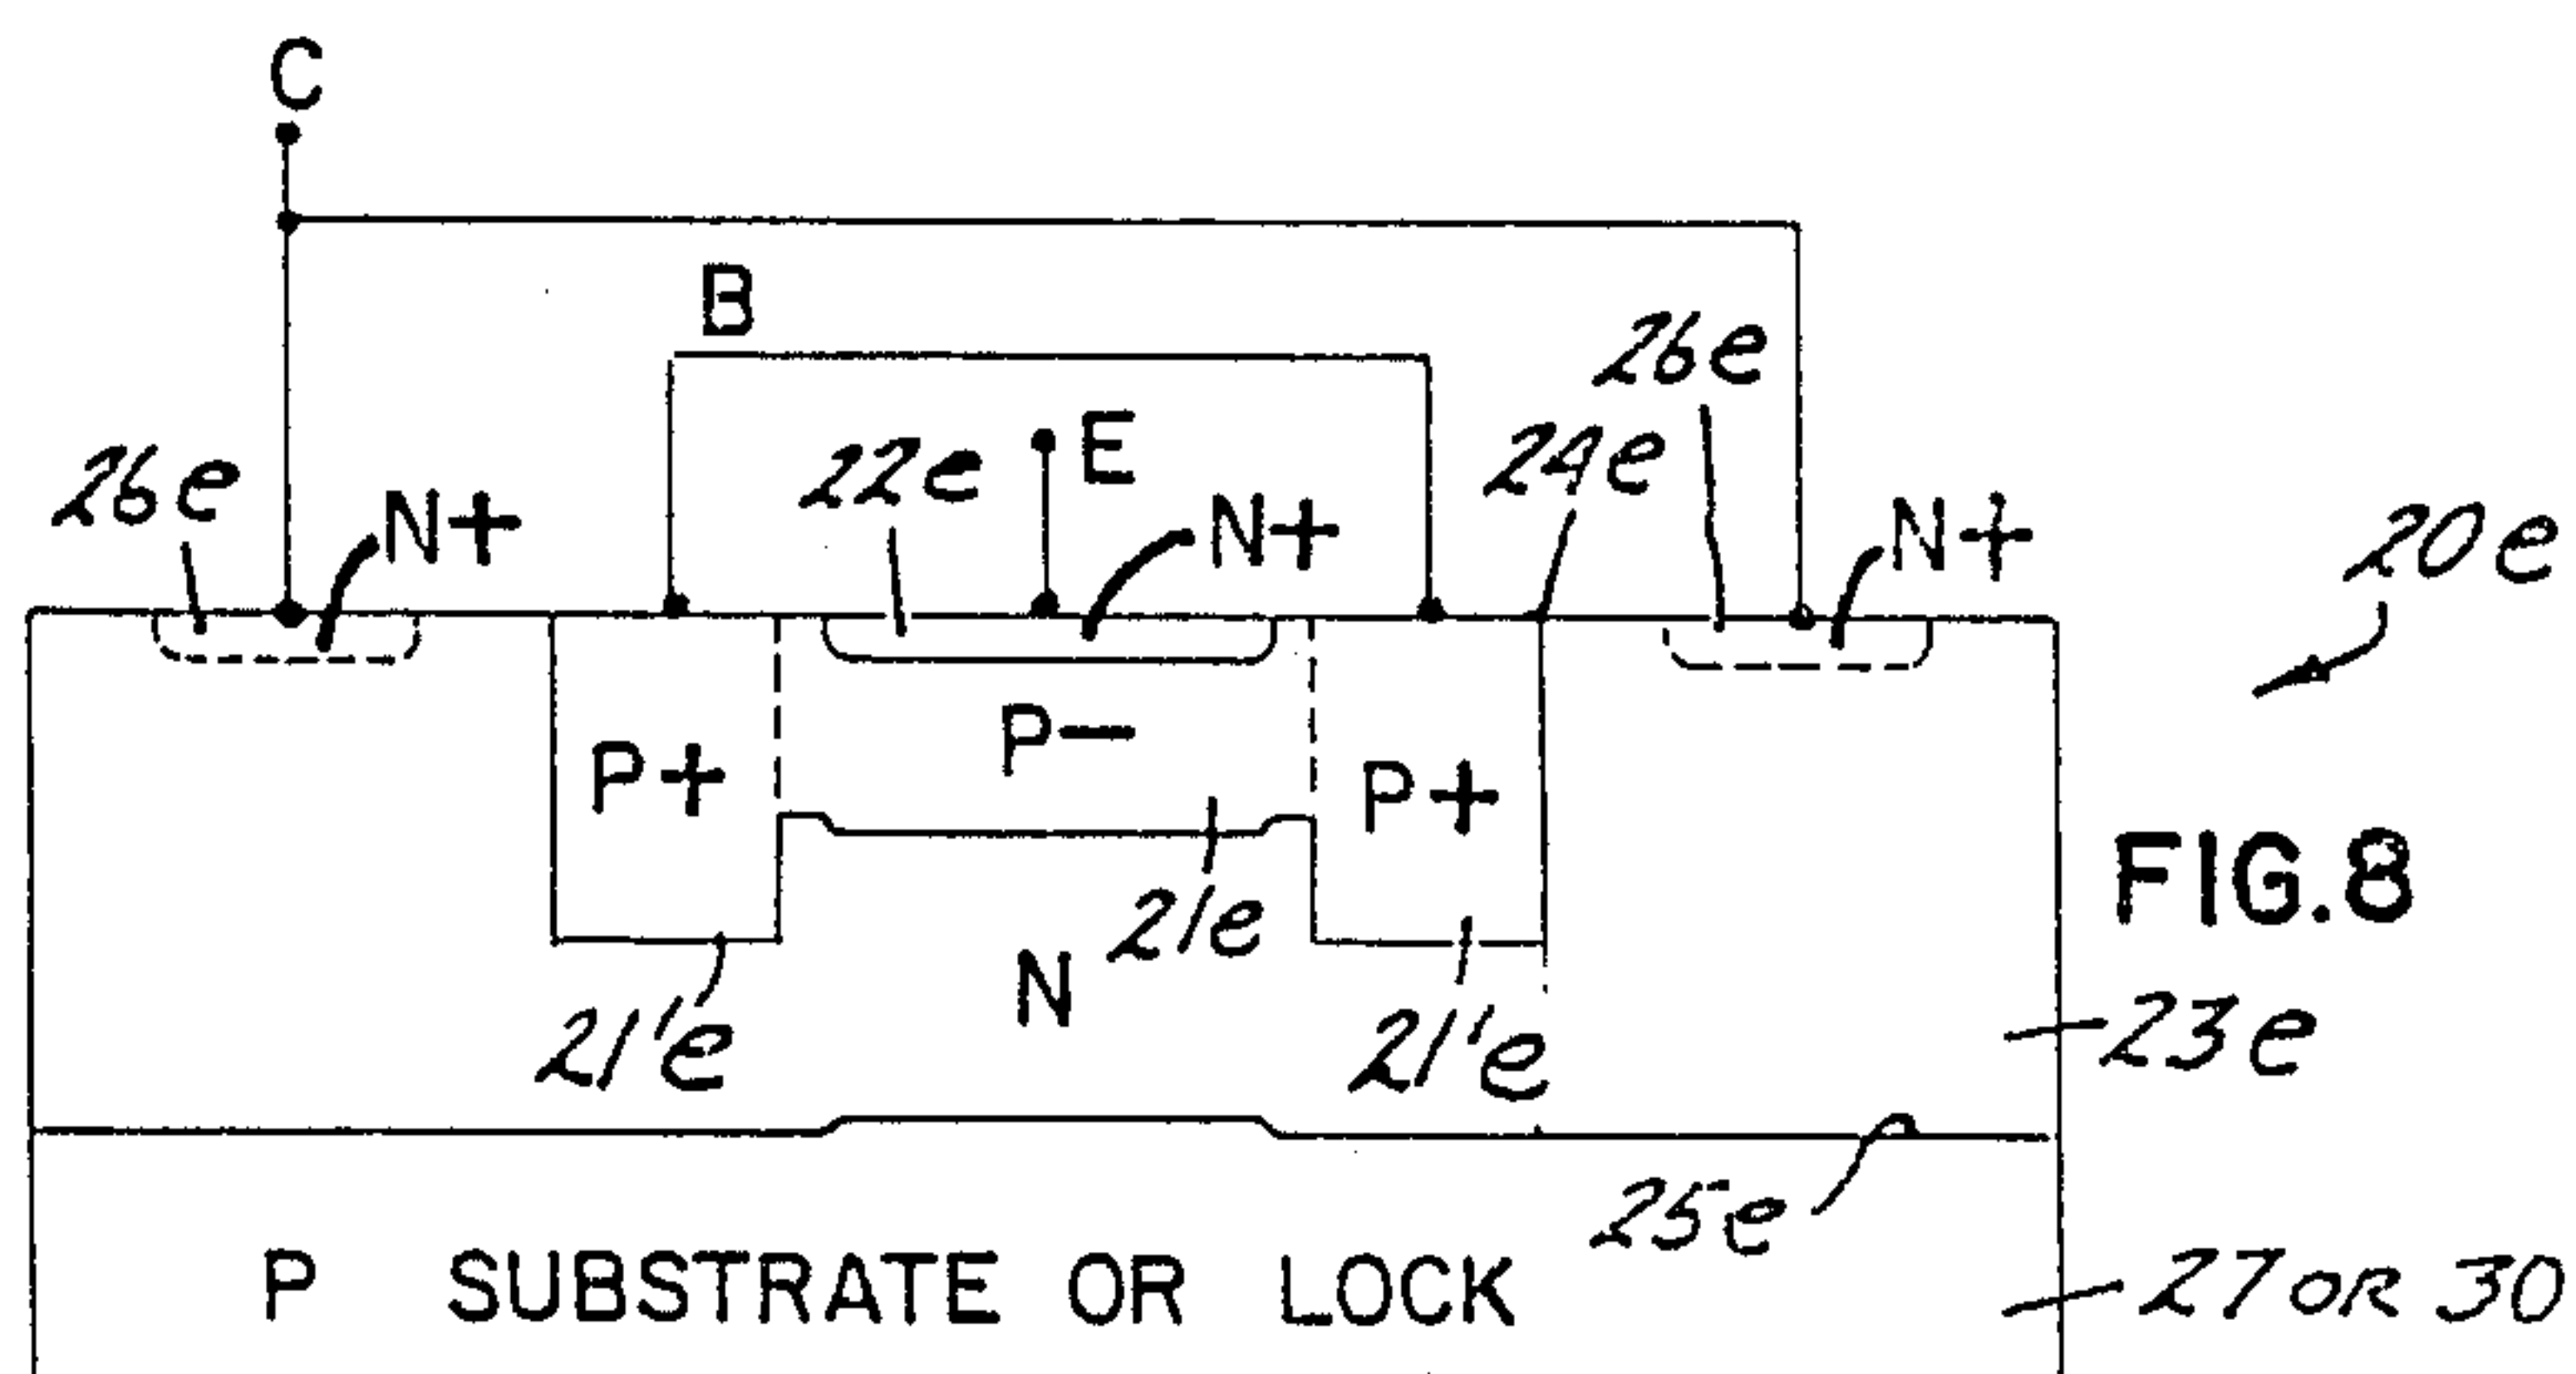 C
B
26e
E
22e
24e
26e
N+
N+
N+
20e
P-
P+
P+
FIG.8
21e
N
21'e
21'e
23e
25e
P SUBSTRATE OR LOCK
27 OR 30